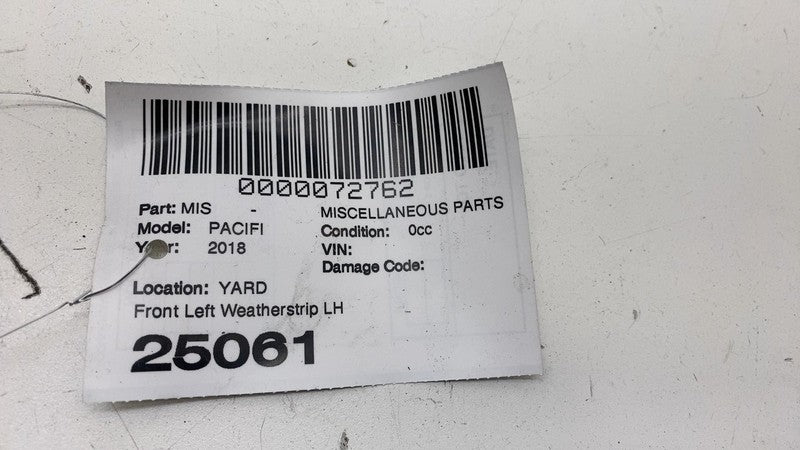 0000072762
Part: MIS - MISCELLANEOUS PARTS
Model: PACIFI Condition: 0cc
Year: 2018 VIN:
Damage Code:
Location: YARD
Front Left Weatherstrip LH
25061